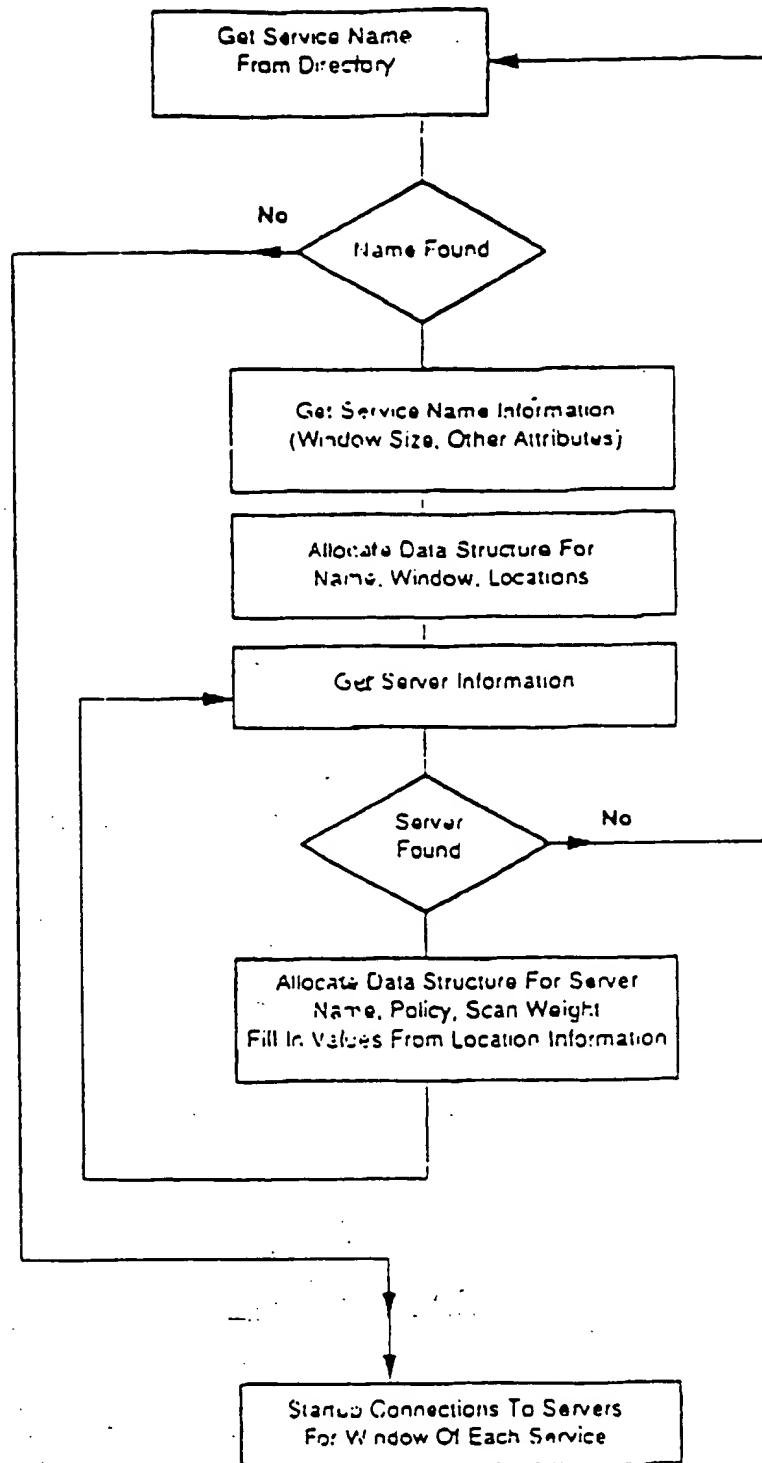 Get Service Name
From Directory
No
Name Found
Get Service Name Information
(Window Size, Other Attributes)
Allocate Data Structure For
Name, Window, Locations
Get Server Information
Server
Found
No
Allocate Data Structure For Server
Name, Policy, Scan Weight
Fill In Values From Location Information
Startup Connections To Servers
For Window Of Each Service